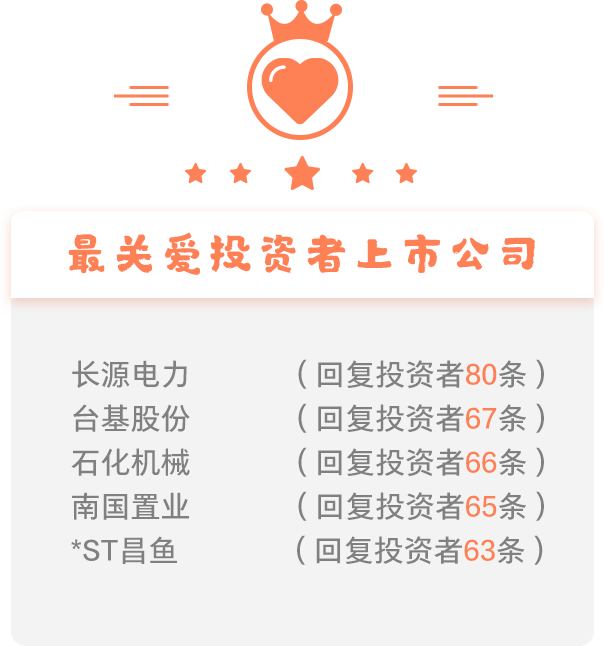 最关爱投资者上市公司
长源电力 （回复投资者80条）
台基股份 （回复投资者67条）
石化机械 （回复投资者66条）
南国置业 （回复投资者65条）
*ST昌鱼 （回复投资者63条）